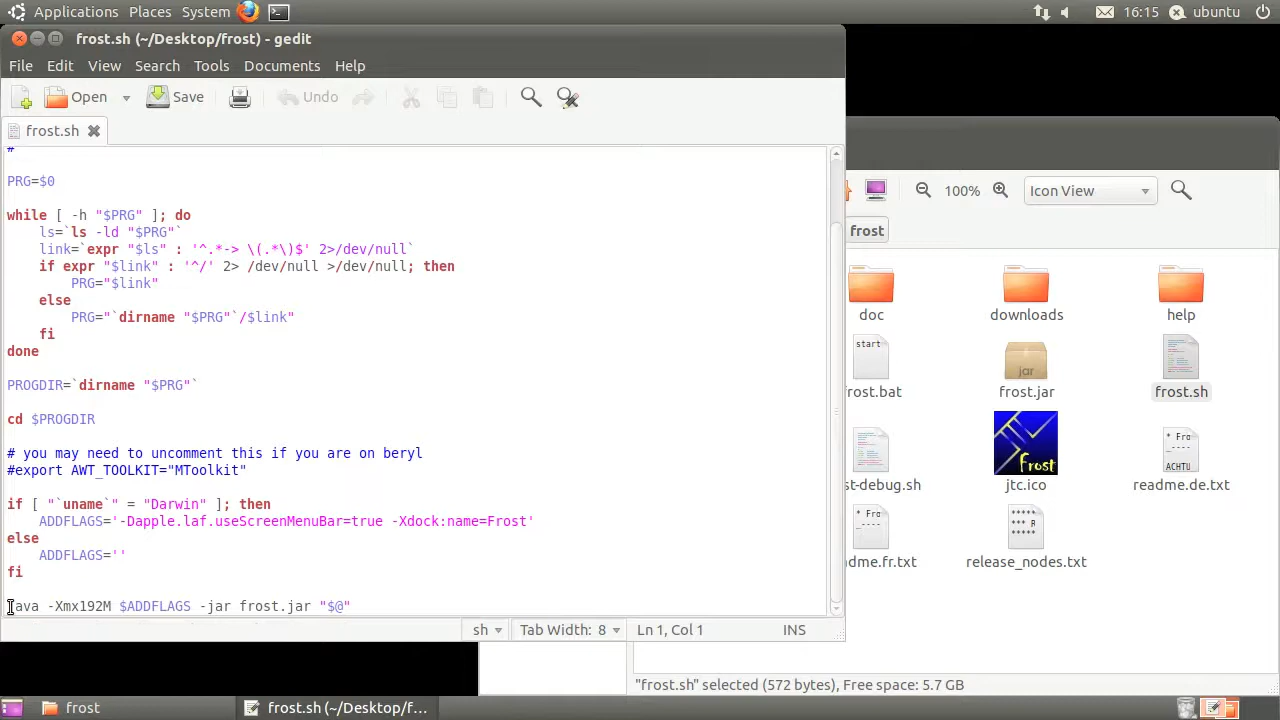 Applications Places System 16:15 ubuntu
frost.sh (~/Desktop/frost) - gedit
File Edit View Search Tools Documents Help
Open Save Undo
frost.sh
#
PRG=$0
while [ -h "$PRG" ]; do
ls=`ls -ld "$PRG"`
link=`expr "$ls" : '^.*-> \(.*\)$' 2>/dev/null`
if expr "$link" : '^/' 2> /dev/null >/dev/null; then
PRG="$link"
else
PRG="`dirname "$PRG"`/$link"
fi
done
PROGDIR=`dirname "$PRG"`
cd $PROGDIR
# you may need to uncomment this if you are on beryl
#export AWT_TOOLKIT="MToolkit"
if [ "`uname`" = "Darwin" ]; then
ADDFLAGS='-Dapple.laf.useScreenMenuBar=true -Xdock:name=Frost'
else
ADDFLAGS=''
fi
java -Xmx192M $ADDFLAGS -jar frost.jar "$@"
sh Tab Width: 8 Ln 1, Col 1 INS
100% Icon View
frost
doc downloads help
start
frost.bat
jar
frost.jar
frost.sh
st-debug.sh
frost
jtc.ico
* Fro
ACHTU
readme.de.txt
* Fro
dme.fr.txt
*****
*** R
*****
release_nodes.txt
"frost.sh" selected (572 bytes), Free space: 5.7 GB
frost frost.sh (~/Desktop/f...